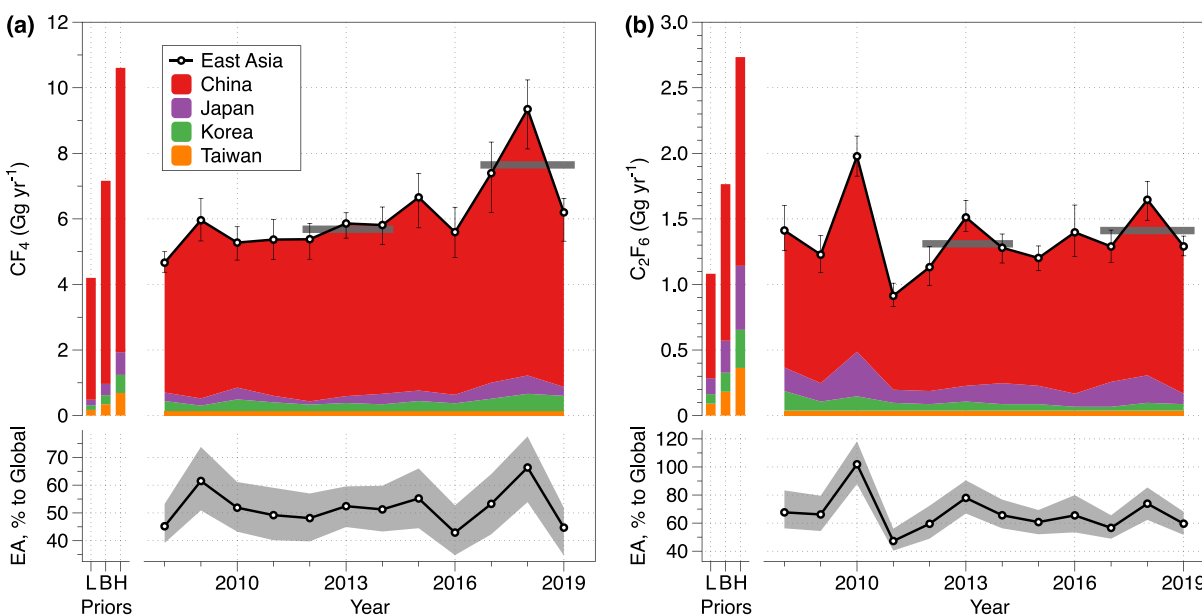 (a)
12
10
8
6
4
2
0
CF4 (Gg yr-1)
East Asia
China
Japan
Korea
Taiwan
70
60
50
40
EA, % to Global
LBH
Priors
2010
2013
2016
2019
Year
(b)
3.0
2.5
2.0
1.5
1.0
0.5
0
C2F6 (Gg yr-1)
120
100
80
60
40
EA, % to Global
LBH
Priors
2010
2013
2016
2019
Year